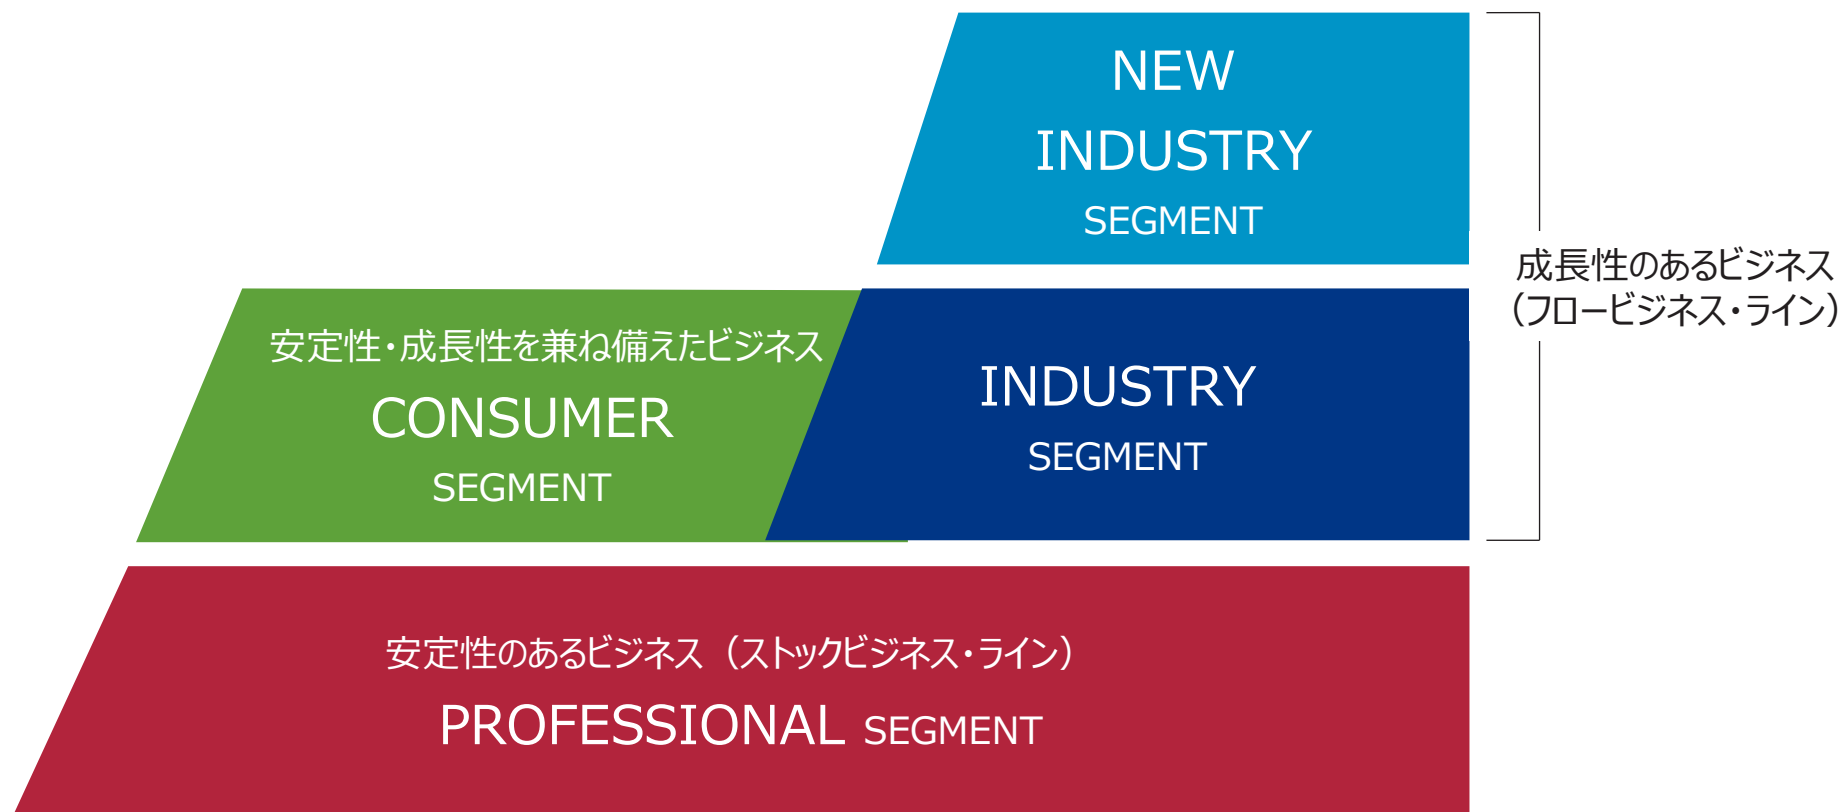 NEW
INDUSTRY
SEGMENT
成長性のあるビジネス
（フロービジネス・ライン）
安定性・成長性を兼ね備えたビジネス
CONSUMER
SEGMENT
INDUSTRY
SEGMENT
安定性のあるビジネス（ストックビジネス・ライン）
PROFESSIONAL SEGMENT